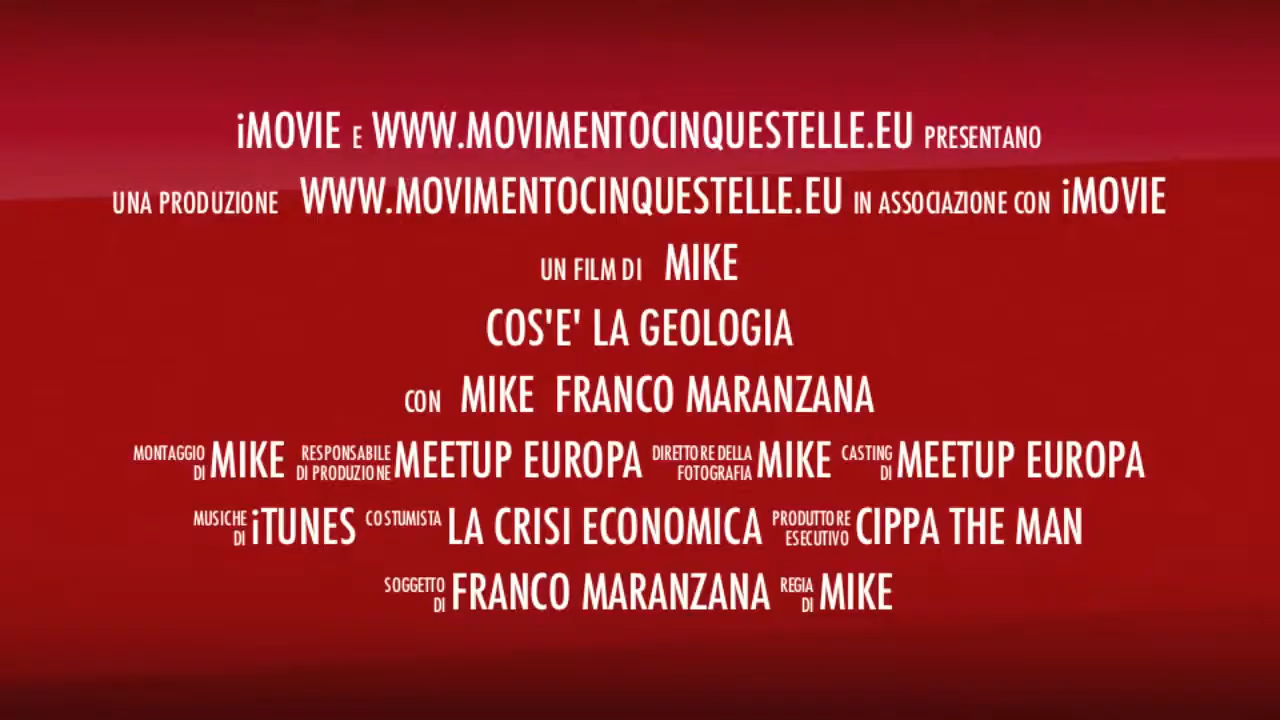 iMOVIE E WWW.MOVIMENTOCINQUESTELLE.EU PRESENTANO
UNA PRODUZIONE WWW.MOVIMENTOCINQUESTELLE.EU IN ASSOCIAZIONE CON iMOVIE
UN FILM DI MIKE
COS'E' LA GEOLOGIA
CON MIKE FRANCO MARANZANA
MONTAGGIO DI MIKE RESPONSABILE DI PRODUZIONE MEETUP EUROPA DIRETTORE DELLA FOTOGRAFIA MIKE CASTING DI MEETUP EUROPA
MUSICHE DI iTUNES COSTUMISTA LA CRISI ECONOMICA PRODUTTORE ESECUTIVO CIPPA THE MAN
SOGGETTO DI FRANCO MARANZANA REGIA DI MIKE